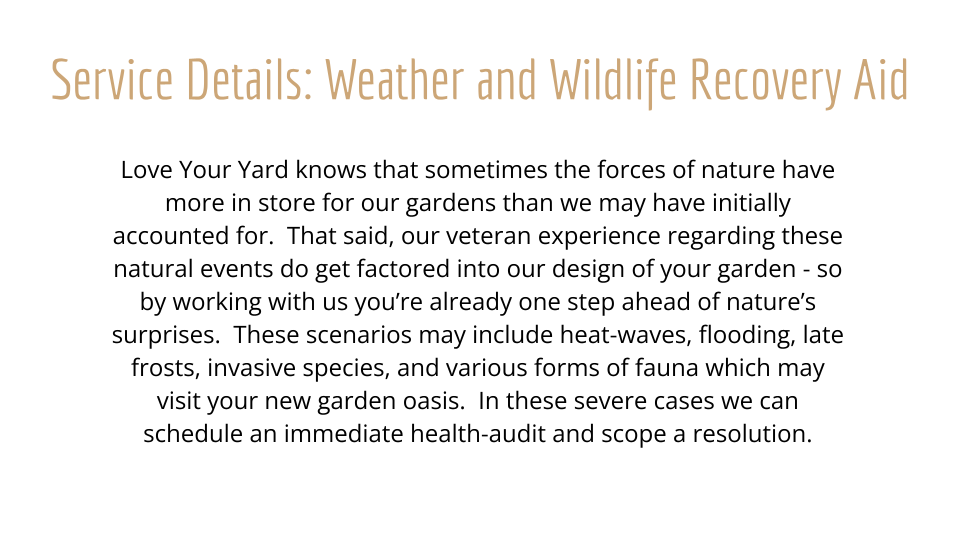 Service Details: Weather and Wildlife Recovery Aid
Love Your Yard knows that sometimes the forces of nature have
more in store for our gardens than we may have initially
accounted for.  That said, our veteran experience regarding these
natural events do get factored into our design of your garden - so
by working with us you’re already one step ahead of nature’s
surprises.  These scenarios may include heat-waves, flooding, late
frosts, invasive species, and various forms of fauna which may
visit your new garden oasis.  In these severe cases we can
schedule an immediate health-audit and scope a resolution.